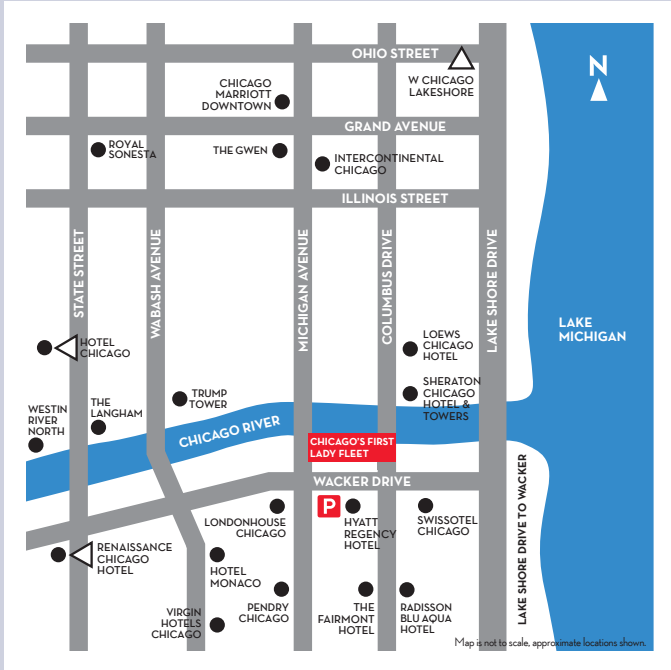 OHIO STREET
N
W CHICAGO
LAKESHORE
CHICAGO
MARRIOTT
DOWNTOWN
GRAND AVENUE
ROYAL
SONESTA
THE GWEN
INTERCONTINENTAL
CHICAGO
ILLINOIS STREET
STATE STREET
WABASH AVENUE
MICHIGAN AVENUE
COLUMBUS DRIVE
LAKE SHORE DRIVE
LAKE
MICHIGAN
HOTEL
CHICAGO
LOEWS
CHICAGO
HOTEL
SHERATON
CHICAGO
HOTEL &
TOWERS
TRUMP
TOWER
THE
LANGHAM
WESTIN
RIVER
NORTH
CHICAGO RIVER
CHICAGO'S FIRST
LADY FLEET
WACKER DRIVE
LAKE SHORE DRIVE TO WACKER
P
LONDONHOUSE
CHICAGO
HYATT
REGENCY
HOTEL
SWISSOTEL
CHICAGO
RENAISSANCE
CHICAGO
HOTEL
HOTEL
MONACO
VIRGIN
HOTELS
CHICAGO
PENDRY
CHICAGO
THE
FAIRMONT
HOTEL
RADISSON
BLU AQUA
HOTEL
Map is not to scale, approximate locations shown.